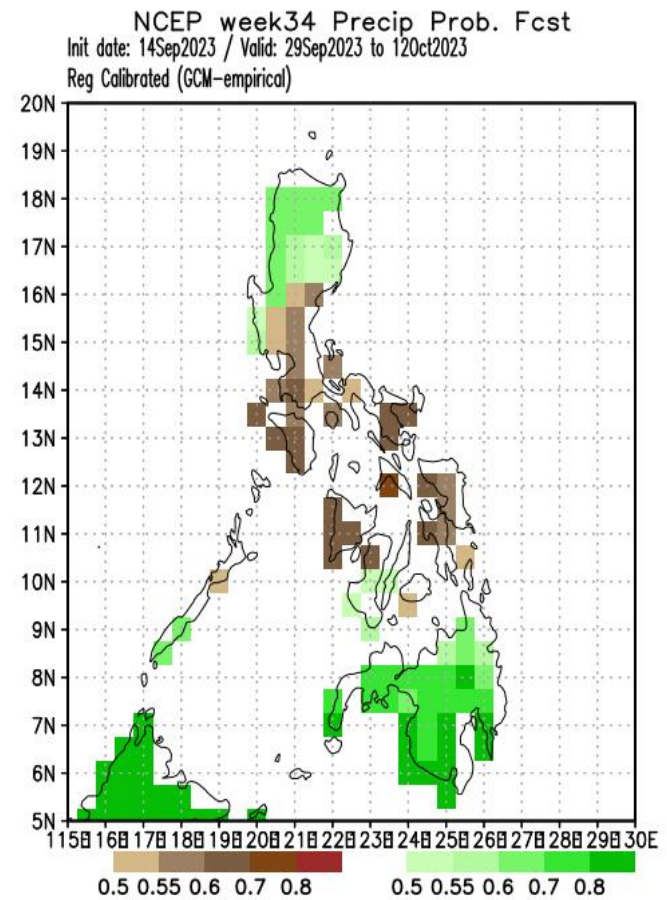 NCEP week34 Precip Prob. Fcst
Init date: 14Sep2023 / Valid: 29Sep2023 to 12Oct2023
Reg Calibrated (GCM-empirical)
20N
19N
18N
17N
16N
15N
14N
13N
12N
11N
10N
9N
8N
7N
6N
5N
115E 116E 117E 118E 119E 120E 121E 122E 123E 124E 125E 126E 127E 128E 129E 130E
0.5 0.55 0.6 0.7 0.8 0.5 0.55 0.6 0.7 0.8